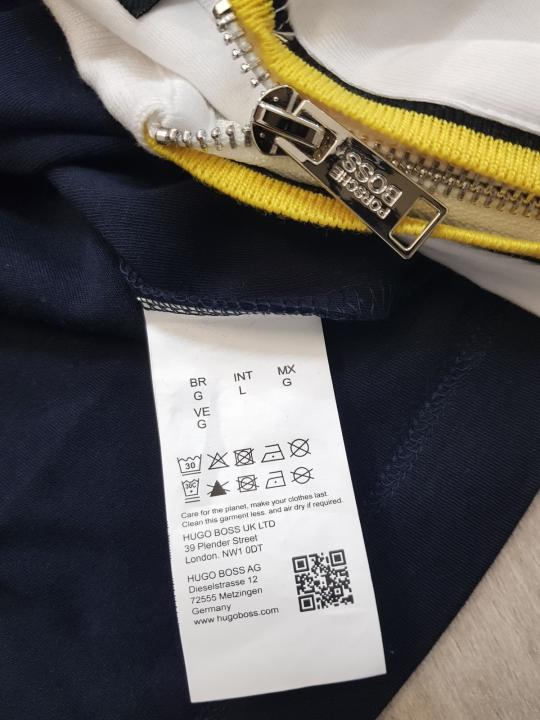 PORSCHE
BOSS
BR INT MX
G L G
VE
G
30
30C
Care for the planet, make your clothes last.
Clean this garment less. and air dry if required.
HUGO BOSS UK LTD
39 Plender Street
London. NW1 0DT
HUGO BOSS AG
Dieselstrasse 12
72555 Metzingen
Germany
www.hugoboss.com